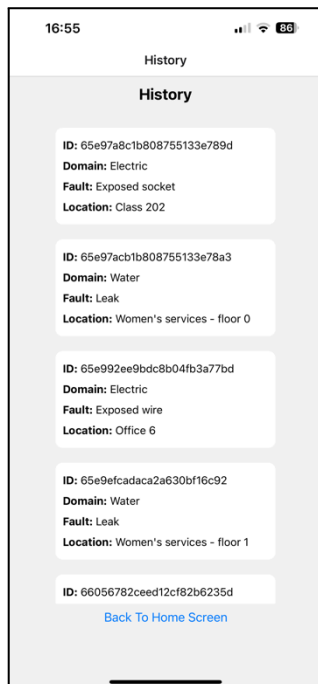 16:55
86
History
History
ID: 65e97a8c1b808755133e789d
Domain: Electric
Fault: Exposed socket
Location: Class 202
ID: 65e97acb1b808755133e78a3
Domain: Water
Fault: Leak
Location: Women's services - floor 0
ID: 65e992ee9bdc8b04fb3a77bd
Domain: Electric
Fault: Exposed wire
Location: Office 6
ID: 65e9efcadaca2a630bf16c92
Domain: Water
Fault: Leak
Location: Women's services - floor 1
ID: 66056782ceed12cf82b6235d
Back To Home Screen